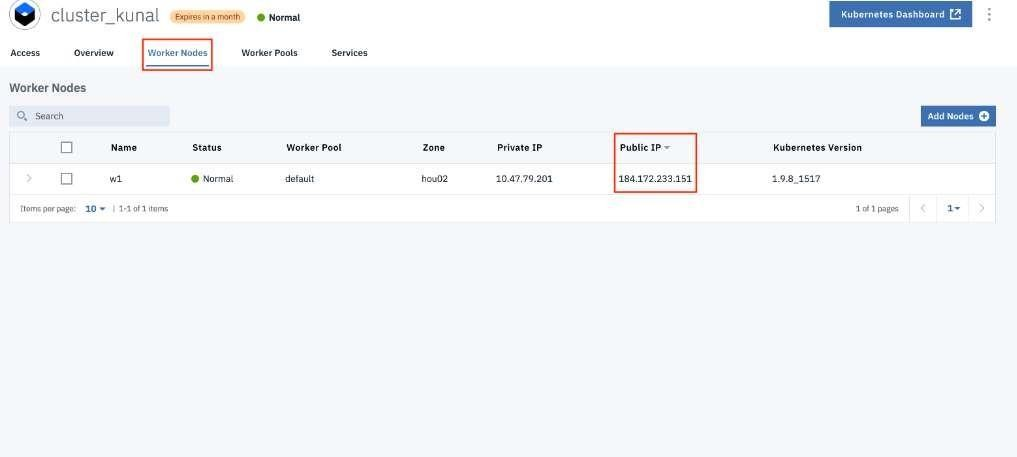 cluster_kunal Expires in a month Normal Kubernetes Dashboard
Access Overview Worker Nodes Worker Pools Services
Worker Nodes
Search Add Nodes
Name Status Worker Pool Zone Private IP Public IP Kubernetes Version
w1 Normal default hou02 10.47.79.201 184.172.233.151 1.9.8_1517
Items per page: 10 | 1-1 of 1 items 1 of 1 pages 1